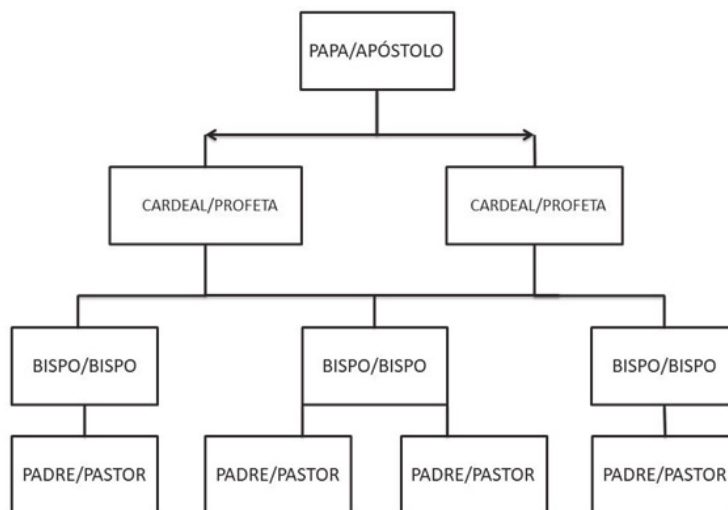 PAPA/APÓSTOLO
CARDEAL/PROFETA
CARDEAL/PROFETA
BISPO/BISPO
BISPO/BISPO
BISPO/BISPO
PADRE/PASTOR
PADRE/PASTOR
PADRE/PASTOR
PADRE/PASTOR